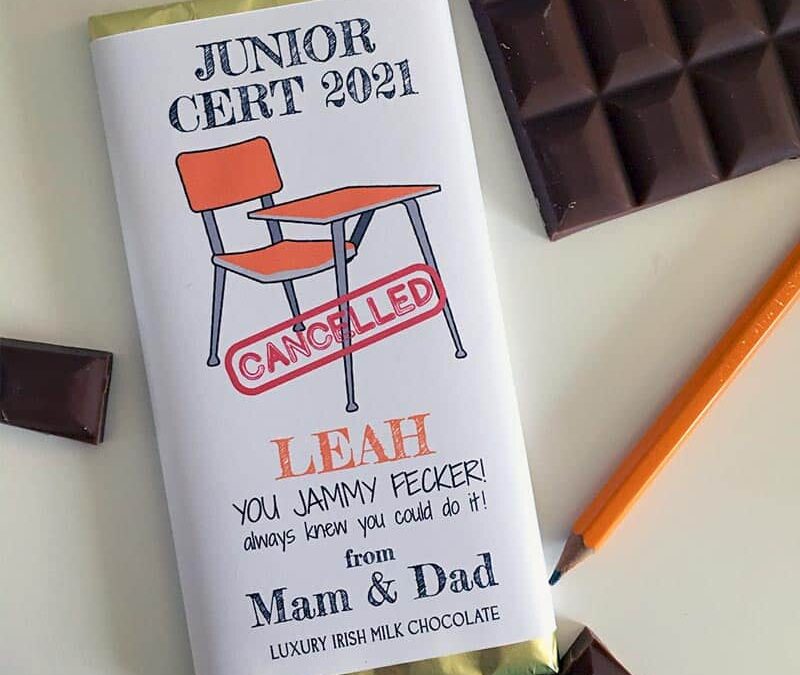 JUNIOR
CERT 2021
CANCELLED
LEAH
YOU JAMMY FECKER!
always knew you could do it!
from
Mam & Dad
LUXURY IRISH MILK CHOCOLATE